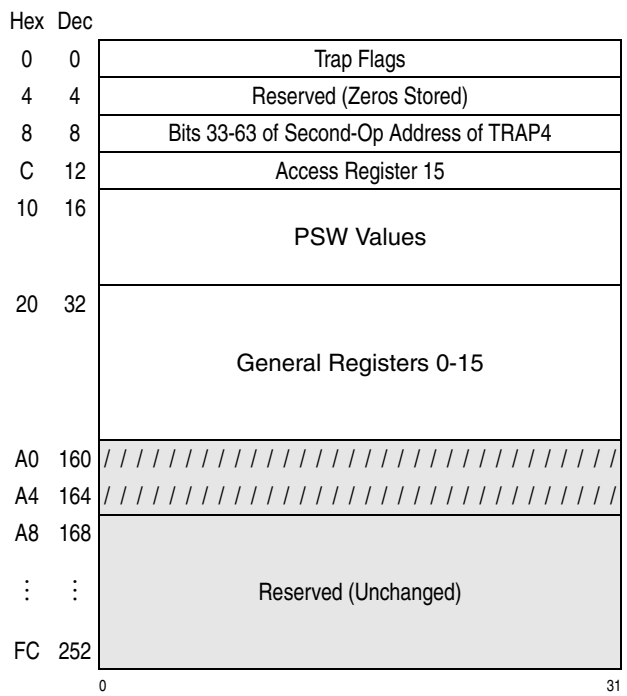 Hex Dec
0 0 Trap Flags
4 4 Reserved (Zeros Stored)
8 8 Bits 33-63 of Second-Op Address of TRAP4
C 12 Access Register 15
10 16
PSW Values
20 32
General Registers 0-15
A0 160 / / / / / / / / / / / / / / / / / / / / / / / / / / / / / / / /
A4 164 / / / / / / / / / / / / / / / / / / / / / / / / / / / / / / / /
A8 168
⋮ ⋮ Reserved (Unchanged)
FC 252
0 31